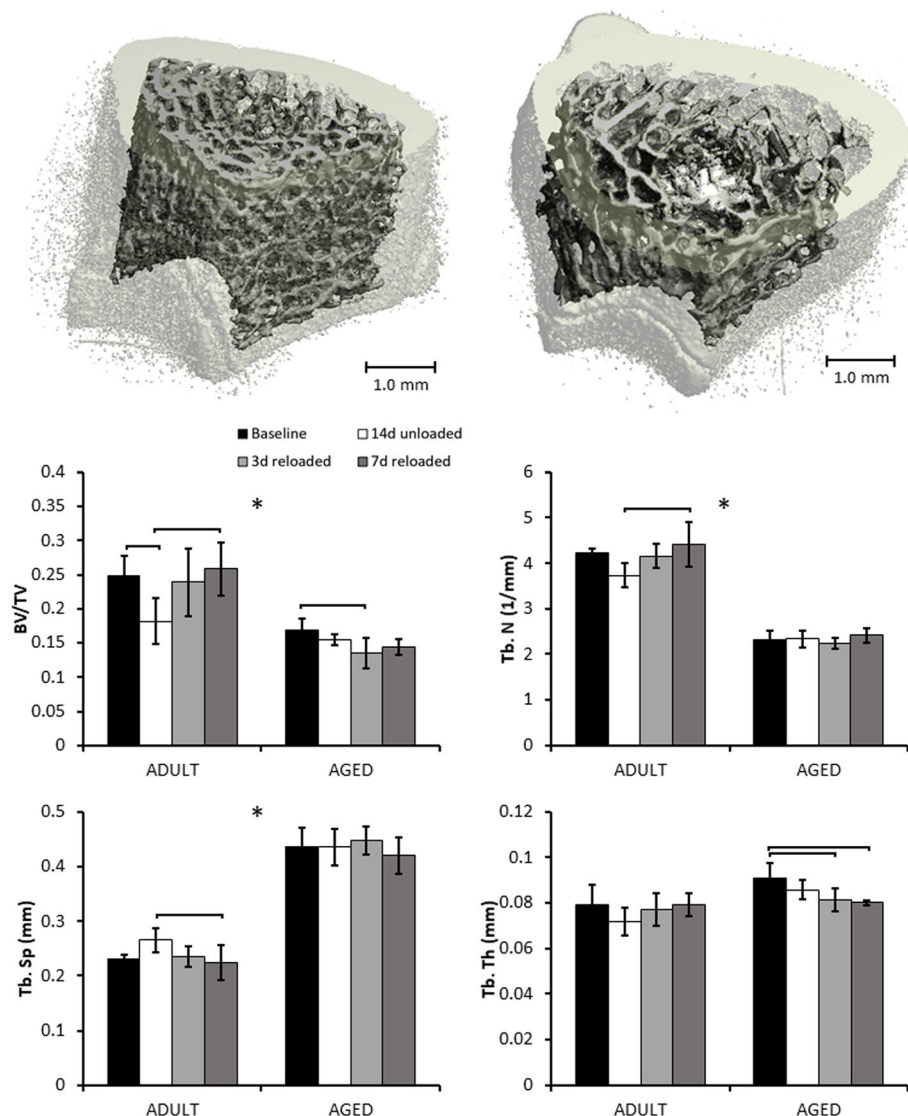 1.0 mm
1.0 mm
Baseline 14d unloaded
3d reloaded 7d reloaded
BV/TV
0.4
0.35
0.3
0.25
0.2
0.15
0.1
0.05
0
*
ADULT AGED
Tb. N (1/mm)
6
5
4
3
2
1
0
*
ADULT AGED
Tb. Sp (mm)
0.5
0.4
0.3
0.2
0.1
0
*
ADULT AGED
Tb. Th (mm)
0.12
0.1
0.08
0.06
0.04
0.02
0
ADULT AGED